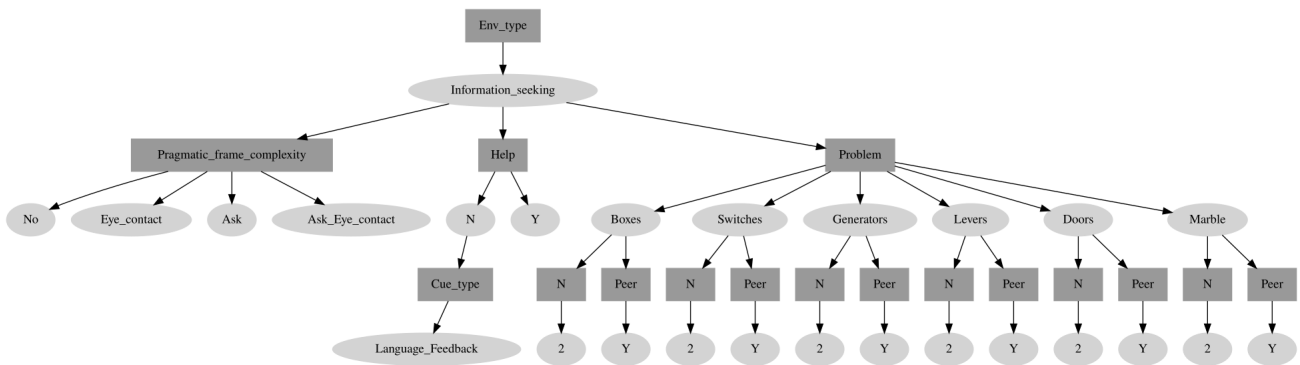 Env_type
Information_seeking
Pragmatic_frame_complexity Help Problem
No Eye_contact Ask Ask_Eye_contact N Y Boxes Switches Generators Levers Doors Marble
Cue_type N Peer N Peer N Peer N Peer N Peer N Peer
Language_Feedback 2 Y 2 Y 2 Y 2 Y 2 Y 2 Y